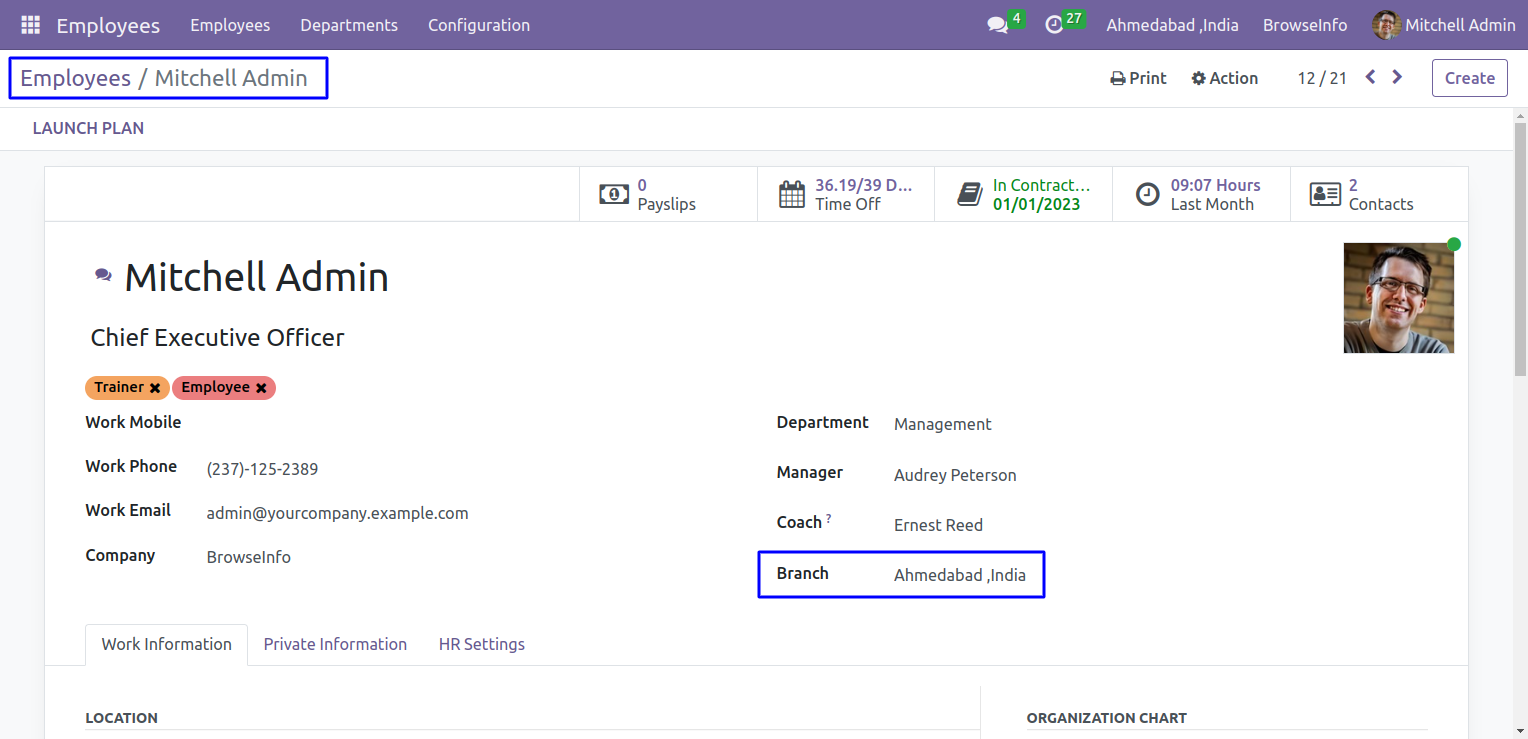 Employees Employees Departments Configuration 4 27 Ahmedabad ,India BrowseInfo Mitchell Admin
Employees / Mitchell Admin Print Action 12 / 21 Create
LAUNCH PLAN
0 36.19/39 D... In Contract... 09:07 Hours 2
Payslips Time Off 01/01/2023 Last Month Contacts
Mitchell Admin
Chief Executive Officer
Trainer Employee
Work Mobile
Work Phone (237)-125-2389
Work Email admin@yourcompany.example.com
Company BrowseInfo
Department Management
Manager Audrey Peterson
Coach ? Ernest Reed
Branch Ahmedabad ,India
Work Information Private Information HR Settings
LOCATION ORGANIZATION CHART